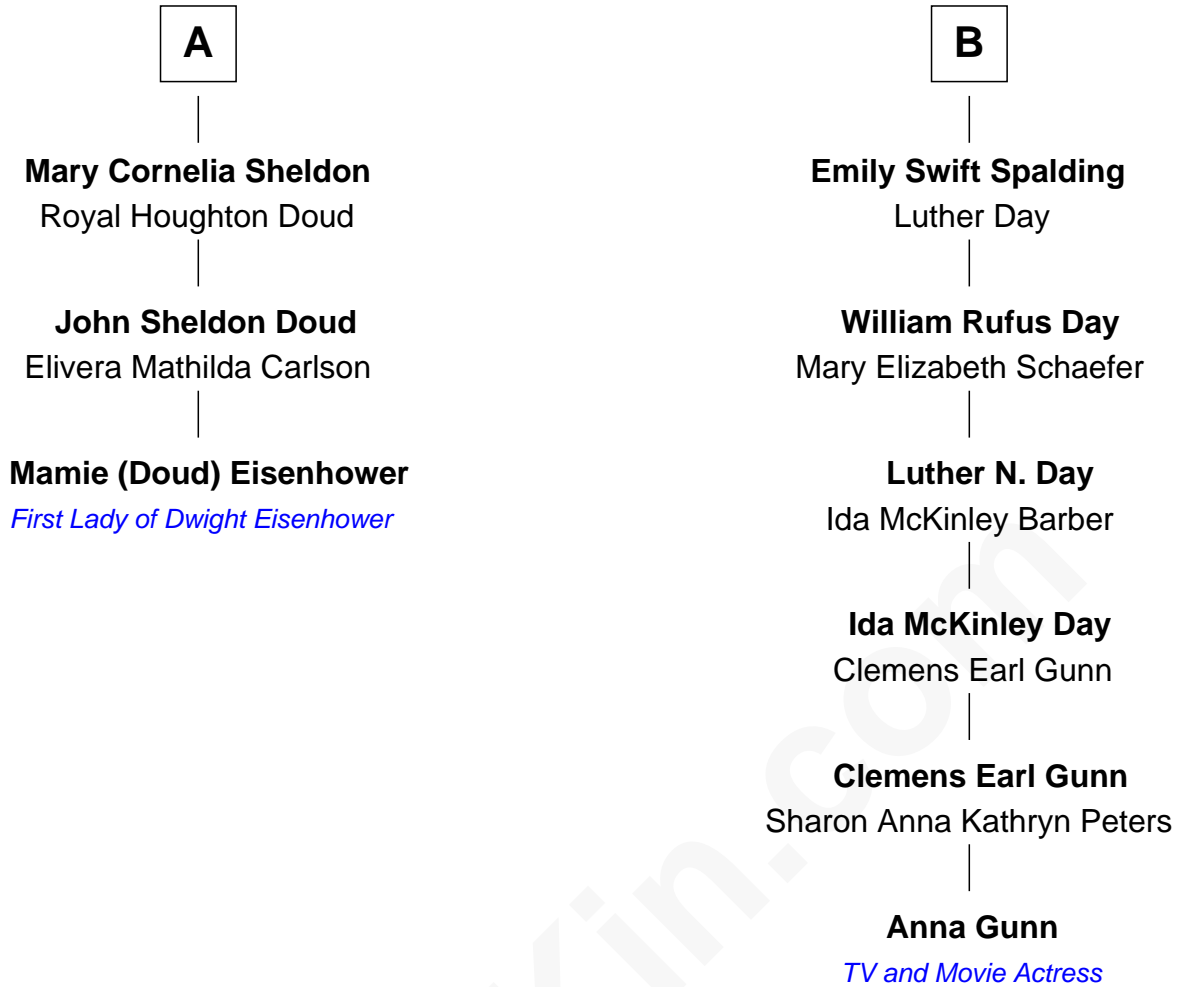 A
Mary Cornelia Sheldon
Royal Houghton Doud
John Sheldon Doud
Elivera Mathilda Carlson
Mamie (Doud) Eisenhower
First Lady of Dwight Eisenhower
B
Emily Swift Spalding
Luther Day
William Rufus Day
Mary Elizabeth Schaefer
Luther N. Day
Ida McKinley Barber
Ida McKinley Day
Clemens Earl Gunn
Clemens Earl Gunn
Sharon Anna Kathryn Peters
Anna Gunn
TV and Movie Actress
Kin.com